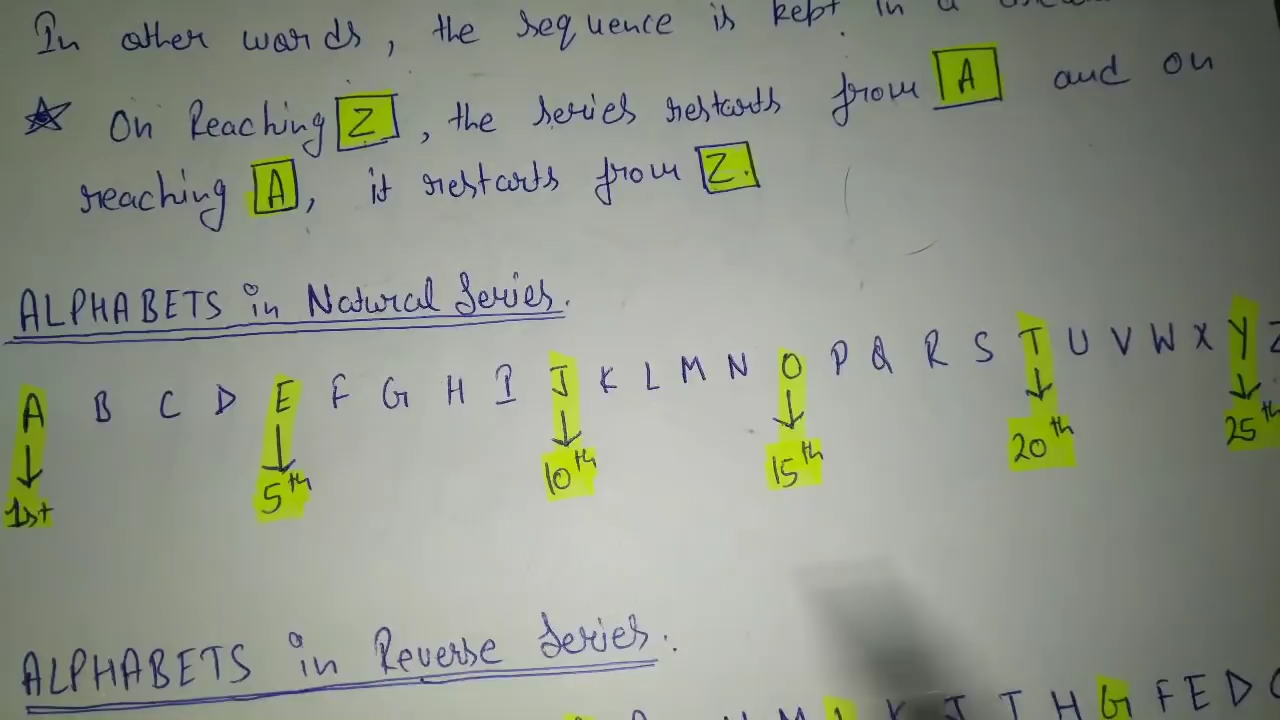 In other words, the sequence is kept in a
On Reaching Z, the series restarts from A and on
reaching A, it restarts from Z.
ALPHABETS in Natural Series.
A B C D E F G H I J K L M N O P Q R S T U V W X Y Z
1st 5th 10th 15th 20th 25th
ALPHABETS in Reverse Series.
M L K J I H G F E D C